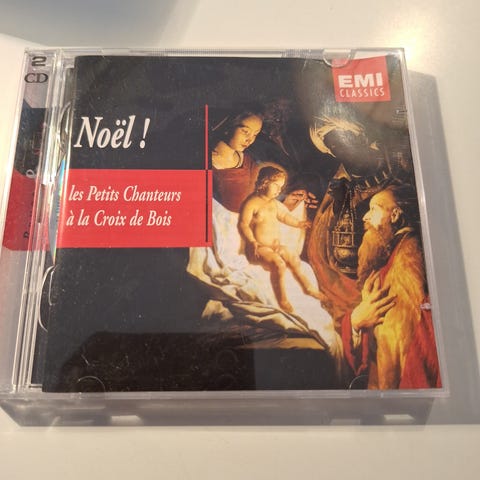 2
CD
EMI
CLASSICS
Noël !
les Petits Chanteurs
à la Croix de Bois